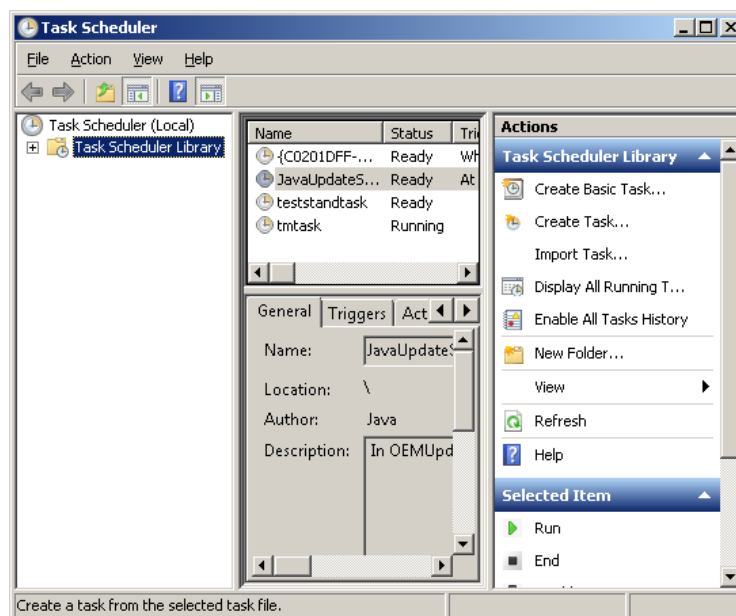 Task Scheduler
File Action View Help
Task Scheduler (Local)
Task Scheduler Library
Name Status Tri
{C0201DFF-... Ready Wh
JavaUpdateS... Ready At
teststandtask Ready
tmtask Running
General Triggers Act
Name: JavaUpdateS
Location: \
Author: Java
Description: In OEMUpd
Actions
Task Scheduler Library
Create Basic Task...
Create Task...
Import Task...
Display All Running T...
Enable All Tasks History
New Folder...
View
Refresh
Help
Selected Item
Run
End
Create a task from the selected task file.